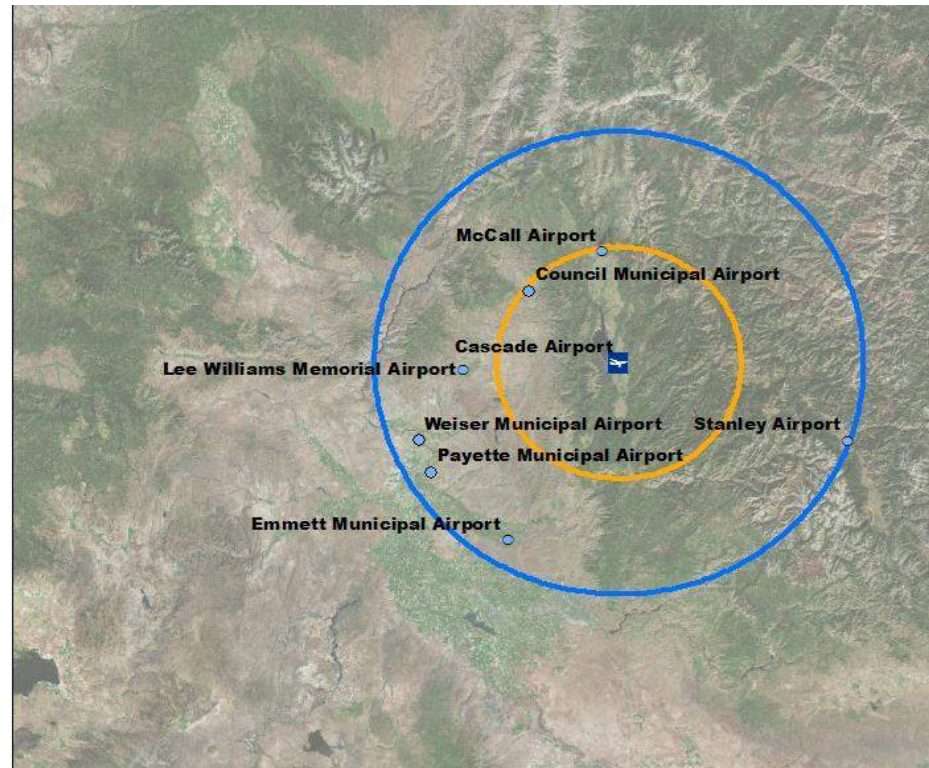 McCall Airport
Council Municipal Airport
Cascade Airport
Lee Williams Memorial Airport
Weiser Municipal Airport
Stanley Airport
Payette Municipal Airport
Emmett Municipal Airport